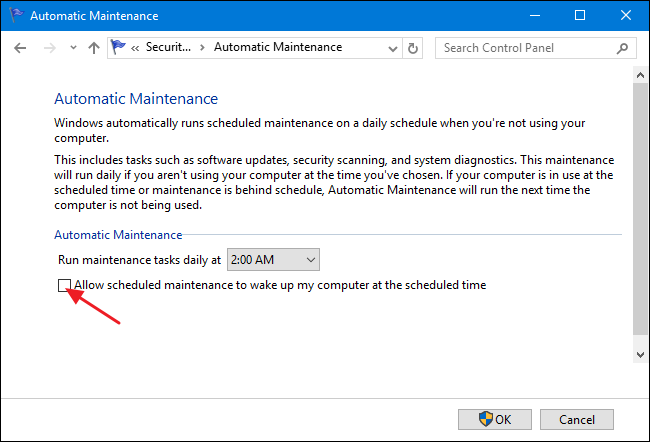 Automatic Maintenance
« Securit... > Automatic Maintenance
Search Control Panel
Automatic Maintenance
Windows automatically runs scheduled maintenance on a daily schedule when you're not using your
computer.
This includes tasks such as software updates, security scanning, and system diagnostics. This maintenance
will run daily if you aren't using your computer at the time you've chosen. If your computer is in use at the
scheduled time or maintenance is behind schedule, Automatic Maintenance will run the next time the
computer is not being used.
Automatic Maintenance
Run maintenance tasks daily at 2:00 AM
Allow scheduled maintenance to wake up my computer at the scheduled time
OK Cancel